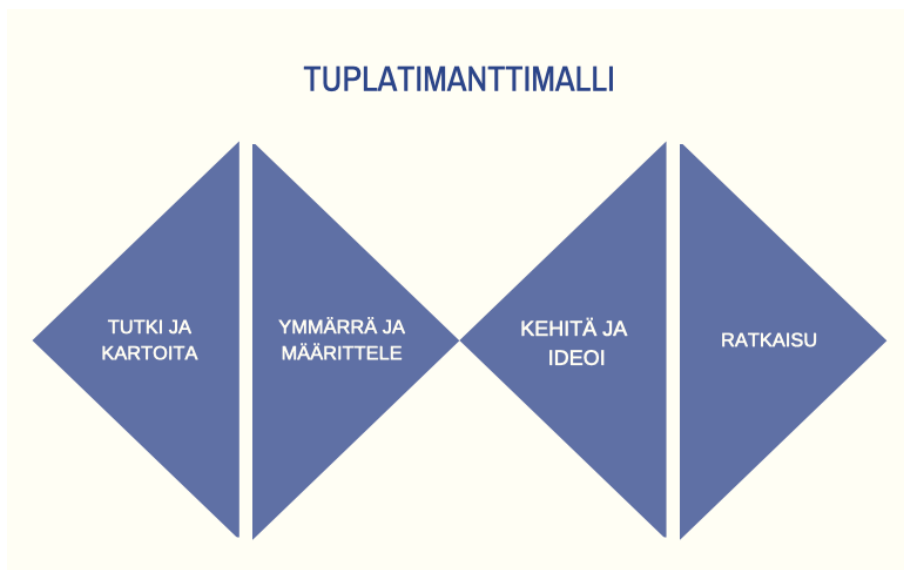 TUPLATIMANTTIMALLI
TUTKI JA
KARTOITA
YMMÄRRÄ JA
MÄÄRITTELE
KEHITÄ JA
IDEOI
RATKAISU